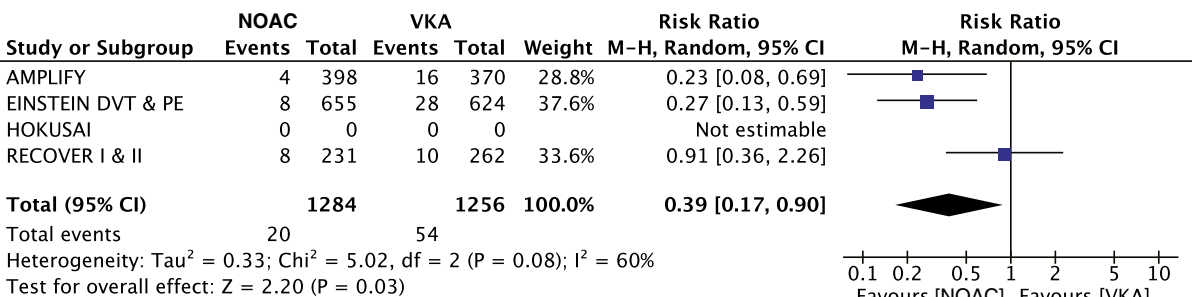 NOAC VKA Risk Ratio Risk Ratio
Study or Subgroup Events Total Events Total Weight M-H, Random, 95% CI M-H, Random, 95% CI
AMPLIFY 4 398 16 370 28.8% 0.23 [0.08, 0.69]
EINSTEIN DVT & PE 8 655 28 624 37.6% 0.27 [0.13, 0.59]
HOKUSAI 0 0 0 0 Not estimable
RECOVER I & II 8 231 10 262 33.6% 0.91 [0.36, 2.26]
Total (95% CI) 1284 1256 100.0% 0.39 [0.17, 0.90]
Total events 20 54
Heterogeneity: Tau² = 0.33; Chi² = 5.02, df = 2 (P = 0.08); I² = 60%
Test for overall effect: Z = 2.20 (P = 0.03)
0.1 0.2 0.5 1 2 5 10
Favours [NOAC] Favours [VKA]